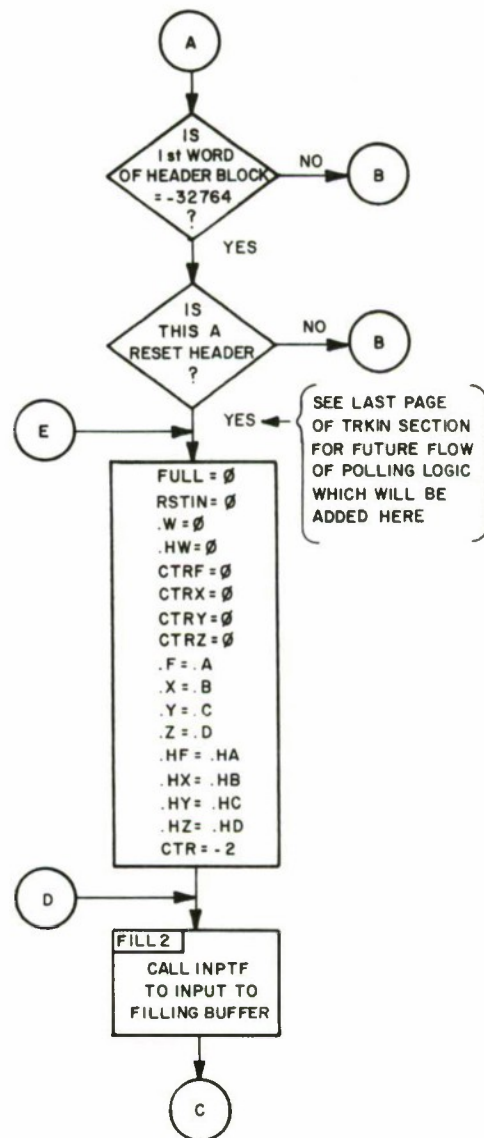 A
IS
1st WORD
OF HEADER BLOCK
= -32764
?
NO
B
YES
IS
THIS A
RESET HEADER
?
NO
B
E
YES
SEE LAST PAGE
OF TRKIN SECTION
FOR FUTURE FLOW
OF POLLING LOGIC
WHICH WILL BE
ADDED HERE
FULL = Ø
RSTIN = Ø
.W = Ø
.HW = Ø
CTRF = Ø
CTRX = Ø
CTRY = Ø
CTRZ = Ø
.F = .A
.X = .B
.Y = .C
.Z = .D
.HF = .HA
.HX = .HB
.HY = .HC
.HZ = .HD
CTR = -2
D
FILL2
CALL INPTF
TO INPUT TO
FILLING BUFFER
C